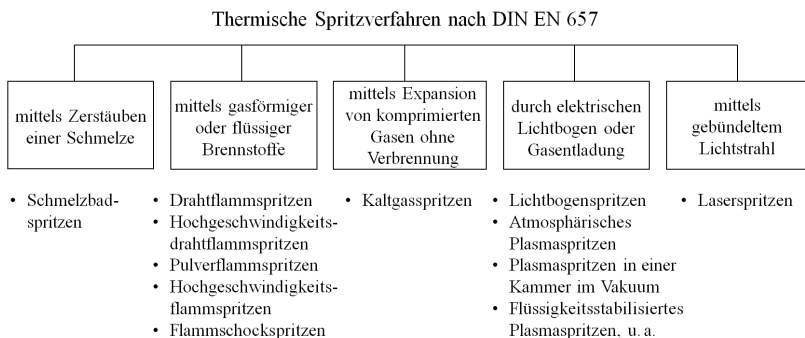 Thermische Spritzverfahren nach DIN EN 657
mittels Zerstäuben
einer Schmelze
mittels gasförmiger
oder flüssiger
Brennstoffe
mittels Expansion
von komprimierten
Gasen ohne
Verbrennung
durch elektrischen
Lichtbogen oder
Gasentladung
mittels
gebündeltem
Lichtstrahl
• Schmelzbad-
spritzen
• Drahtflammspritzen
• Hochgeschwindigkeits-
drahtflammspritzen
• Pulverflammspritzen
• Hochgeschwindigkeits-
flammspritzen
• Flammschockspritzen
• Kaltgasspritzen
• Lichtbogenspritzen
• Atmosphärisches
Plasmaspritzen
• Plasmaspritzen in einer
Kammer im Vakuum
• Flüssigkeitsstabilisiertes
Plasmaspritzen, u. a.
• Laserspritzen